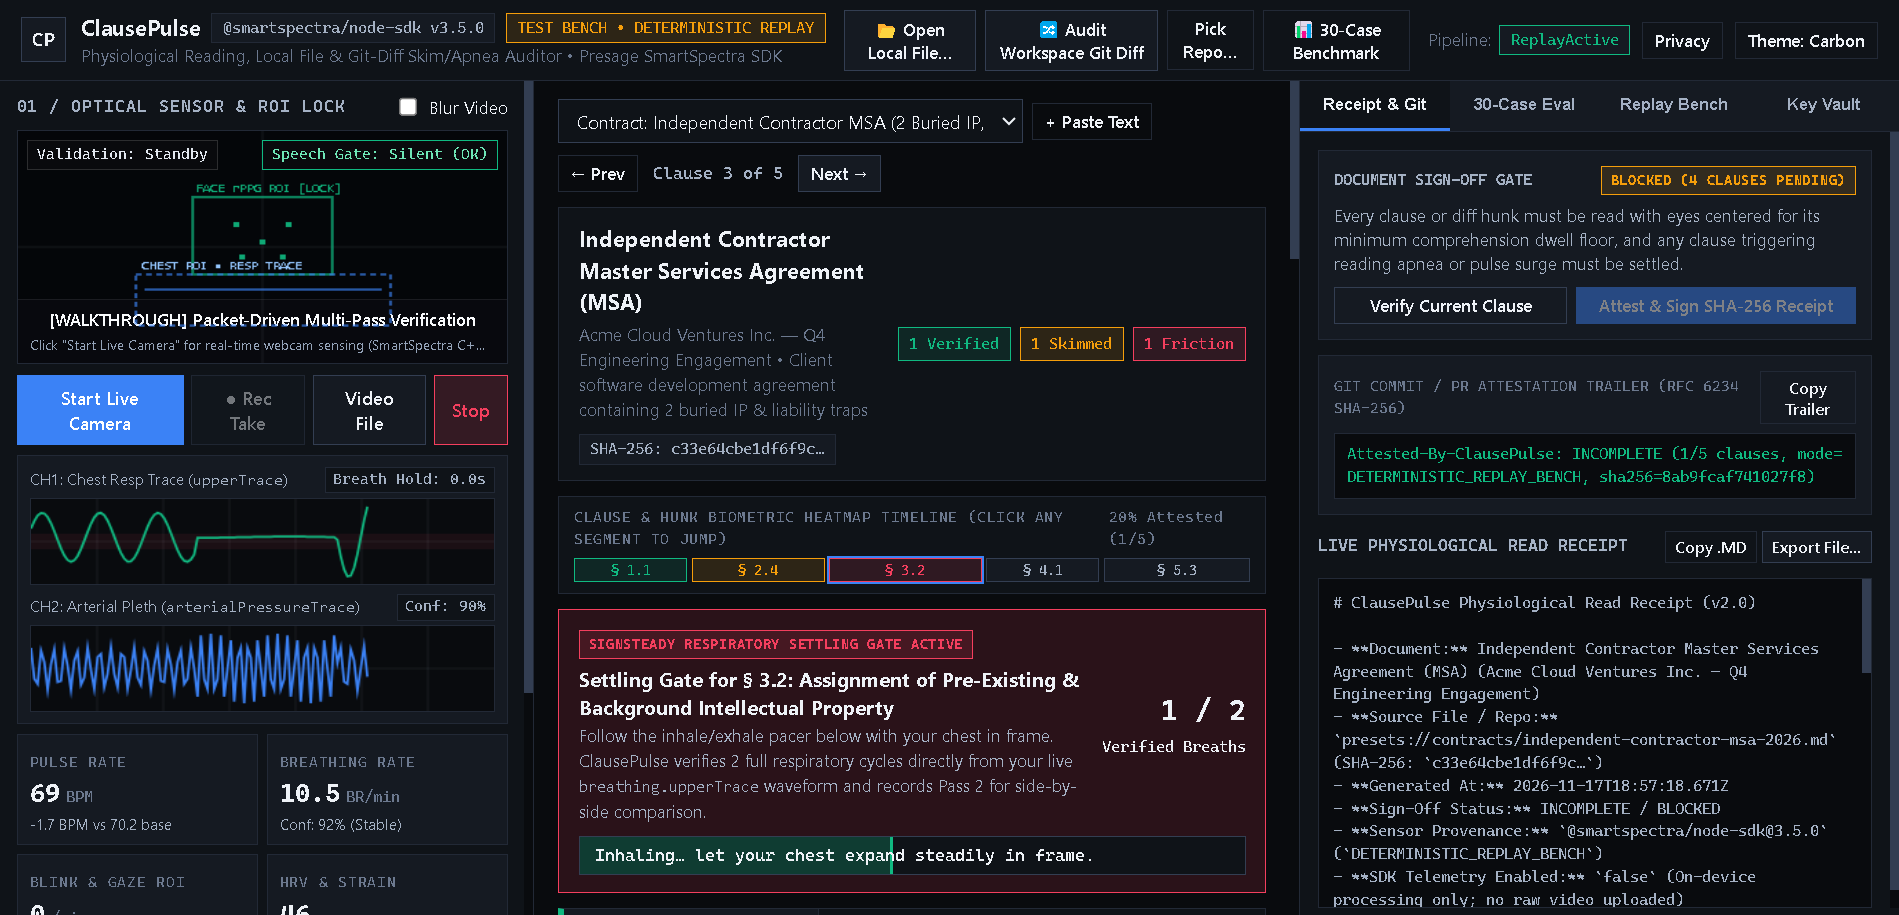 CP
ClausePulse
@smartspectra/node-sdk v3.5.0
TEST BENCH • DETERMINISTIC REPLAY
Physiological Reading, Local File & Git-Diff Skim/Apnea Auditor • Presage SmartSpectra SDK
📂 Open
Local File...
🔀 Audit
Workspace Git Diff
Pick
Repo...
📊 30-Case
Benchmark
Pipeline:
ReplayActive
Privacy
Theme: Carbon
01 / OPTICAL SENSOR & ROI LOCK
Blur Video
Validation: Standby
Speech Gate: Silent (OK)
FACE rPPG ROI [LOCK]
CHEST ROI • RESP TRACE
[WALKTHROUGH] Packet-Driven Multi-Pass Verification
Click "Start Live Camera" for real-time webcam sensing (SmartSpectra C+...
Start Live
Camera
● Rec
Take
Video
File
Stop
CH1: Chest Resp Trace (upperTrace)
Breath Hold: 0.0s
CH2: Arterial Pleth (arterialPressureTrace)
Conf: 90%
PULSE RATE
69 BPM
-1.7 BPM vs 70.2 base
BREATHING RATE
10.5 BR/min
Conf: 92% (Stable)
BLINK & GAZE ROI
HRV & STRAIN
Contract: Independent Contractor MSA (2 Buried IP,
+ Paste Text
← Prev
Clause 3 of 5
Next →
Independent Contractor
Master Services Agreement
(MSA)
Acme Cloud Ventures Inc. — Q4
Engineering Engagement • Client
software development agreement
containing 2 buried IP & liability traps
1 Verified
1 Skimmed
1 Friction
SHA-256: c33e64cbe1df6f9c…
CLAUSE & HUNK BIOMETRIC HEATMAP TIMELINE (CLICK ANY
SEGMENT TO JUMP)
20% Attested
(1/5)
§ 1.1
§ 2.4
§ 3.2
§ 4.1
§ 5.3
SIGNSTEADY RESPIRATORY SETTLING GATE ACTIVE
Settling Gate for § 3.2: Assignment of Pre-Existing &
Background Intellectual Property
Follow the inhale/exhale pacer below with your chest in frame.
ClausePulse verifies 2 full respiratory cycles directly from your live
breathing.upperTrace waveform and records Pass 2 for side-by-
side comparison.
1 / 2
Verified Breaths
Inhaling… let your chest expand steadily in frame.
Receipt & Git
30-Case Eval
Replay Bench
Key Vault
DOCUMENT SIGN-OFF GATE
BLOCKED (4 CLAUSES PENDING)
Every clause or diff hunk must be read with eyes centered for its
minimum comprehension dwell floor, and any clause triggering
reading apnea or pulse surge must be settled.
Verify Current Clause
Attest & Sign SHA-256 Receipt
GIT COMMIT / PR ATTESTATION TRAILER (RFC 6234
SHA-256)
Copy
Trailer
Attested-By-ClausePulse: INCOMPLETE (1/5 clauses, mode=
DETERMINISTIC_REPLAY_BENCH, sha256=8ab9fcaf741027f8)
LIVE PHYSIOLOGICAL READ RECEIPT
Copy .MD
Export File...
# ClausePulse Physiological Read Receipt (v2.0)
- **Document:** Independent Contractor Master Services
Agreement (MSA) (Acme Cloud Ventures Inc. — Q4
Engineering Engagement)
- **Source File / Repo:**
`presets://contracts/independent-contractor-msa-2026.md`
(SHA-256: `c33e64cbe1df6f9c…`)
- **Generated At:** 2026-11-17T18:57:18.671Z
- **Sign-Off Status:** INCOMPLETE / BLOCKED
- **Sensor Provenance:** `@smartspectra/node-sdk@3.5.0`
(`DETERMINISTIC_REPLAY_BENCH`)
- **SDK Telemetry Enabled:** `false` (On-device
processing only; no raw video uploaded)